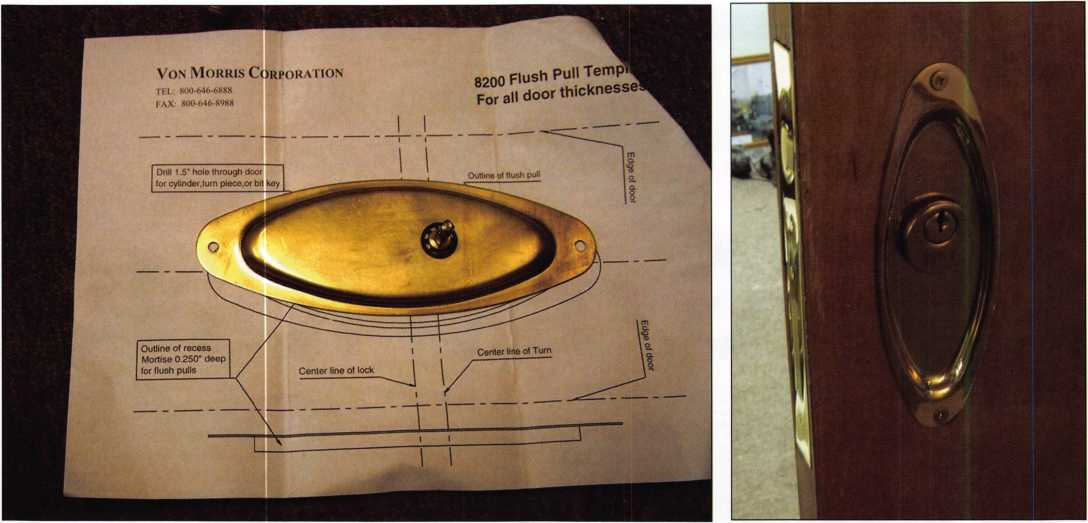 VON MORRIS CORPORATION
TEL: 800-646-6888
FAX: 800-646-8988
8200 Flush Pull
For all door thicknesses
Drill 1.5" hole through door
for cylinder,turn piece,or bit key
Outline of flush pull
Edge of door
Outline of recess
Mortise 0.250" deep
for flush pulls
Center line of lock
Center line of Turn
Edge of door